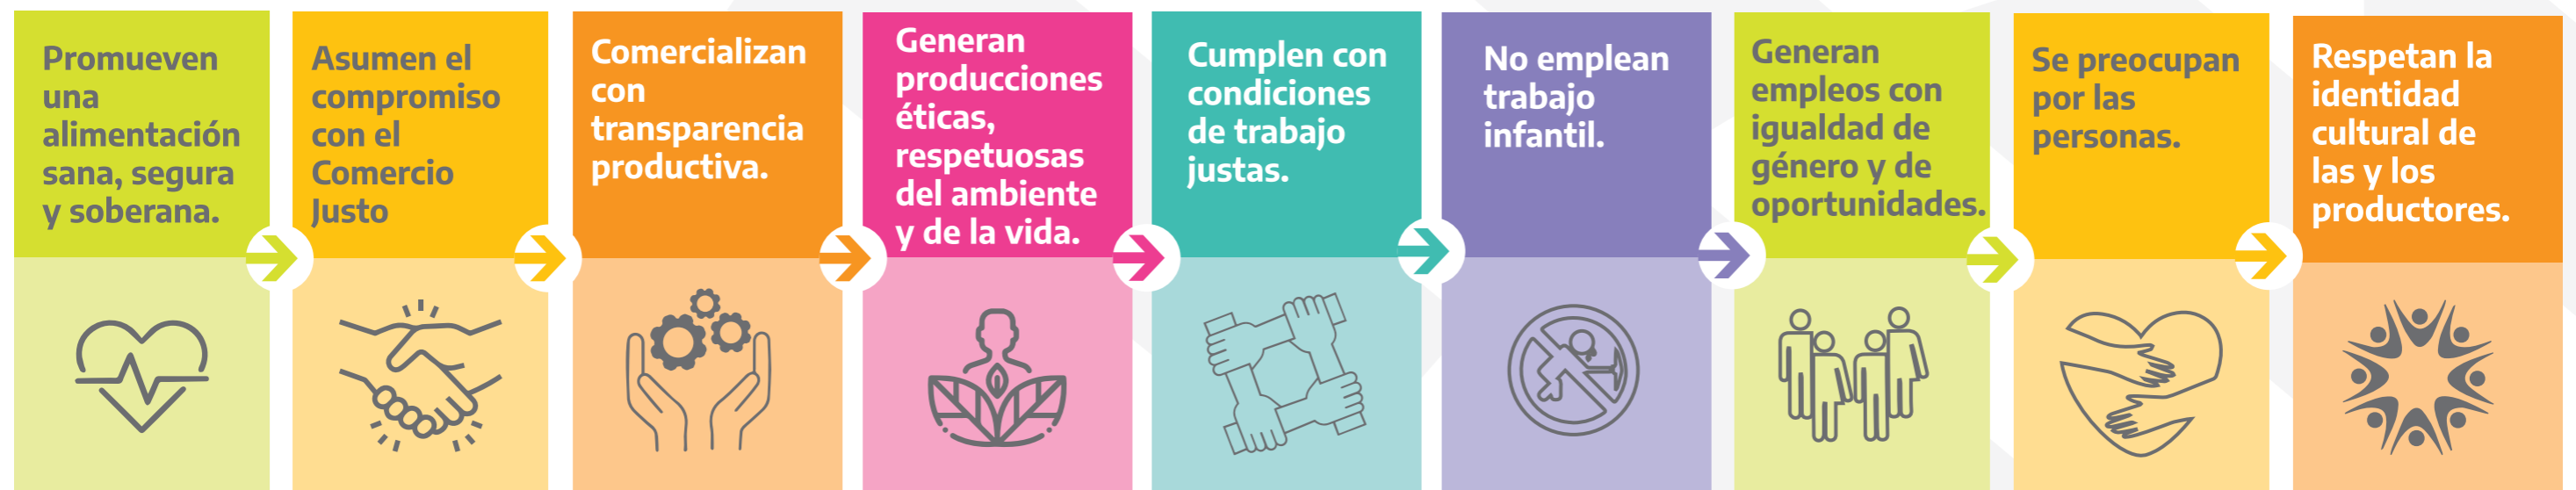 Promueven
una
alimentación
sana, segura
y soberana.
Asumen el
compromiso
con el
Comercio
Justo
Comercializan
con
transparencia
productiva.
Generan
producciones
éticas,
respetuosas
del ambiente
y de la vida.
Cumplen con
condiciones
de trabajo
justas.
No emplean
trabajo
infantil.
Generan
empleos con
igualdad de
género y de
oportunidades.
Se preocupan
por las
personas.
Respetan la
identidad
cultural de
las y los
productores.